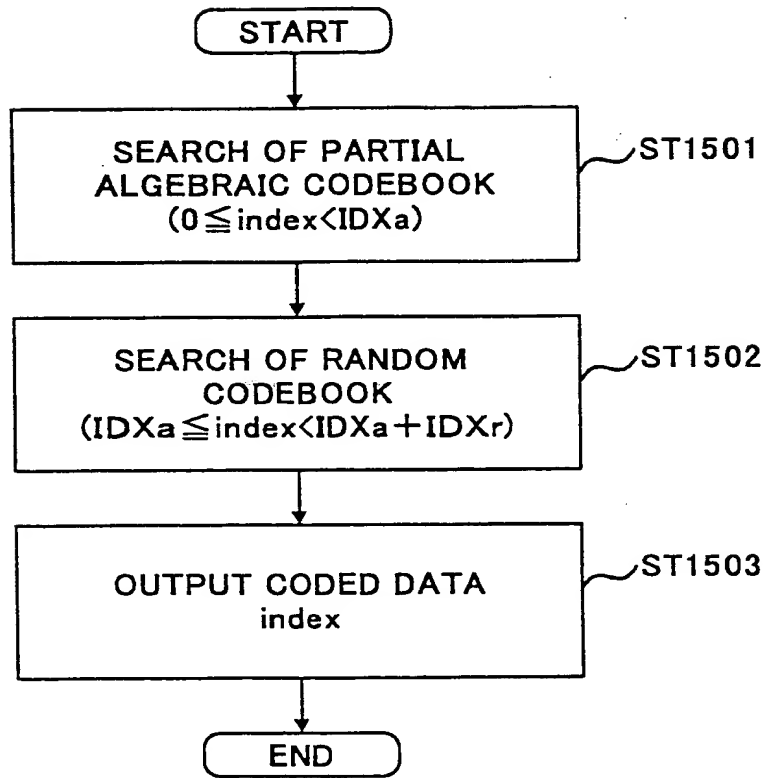 START
SEARCH OF PARTIAL
ALGEBRAIC CODEBOOK
(0≦index<IDXa)
ST1501
SEARCH OF RANDOM
CODEBOOK
(IDXa≦index<IDXa+IDXr)
ST1502
OUTPUT CODED DATA
index
ST1503
END